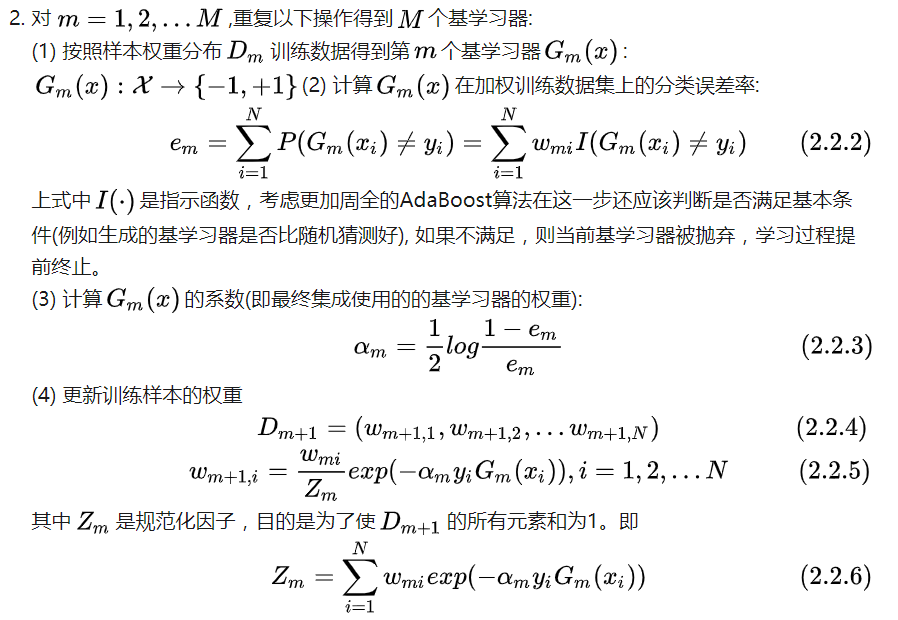 2. 对 m = 1, 2, . . . M ,重复以下操作得到 M 个基学习器:
(1) 按照样本权重分布 D_m 训练数据得到第 m 个基学习器 G_m(x) :
G_m(x) : 𝒳 → {−1, +1} (2) 计算 G_m(x) 在加权训练数据集上的分类误差率:
e_m = \sum_{i=1}^{N} P(G_m(x_i) ≠ y_i) = \sum_{i=1}^{N} w_{mi} I(G_m(x_i) ≠ y_i) (2.2.2)
上式中 I(·) 是指示函数，考虑更加周全的AdaBoost算法在这一步还应该判断是否满足基本条
件(例如生成的基学习器是否比随机猜测好), 如果不满足，则当前基学习器被抛弃，学习过程提
前终止。
(3) 计算 G_m(x) 的系数(即最终集成使用的的基学习器的权重):
α_m = \frac{1}{2} log \frac{1 − e_m}{e_m} (2.2.3)
(4) 更新训练样本的权重
D_{m+1} = (w_{m+1,1}, w_{m+1,2}, . . . w_{m+1,N}) (2.2.4)
w_{m+1,i} = \frac{w_{mi}}{Z_m} exp(−α_m y_i G_m(x_i)), i = 1, 2, . . . N (2.2.5)
其中 Z_m 是规范化因子，目的是为了使 D_{m+1} 的所有元素和为1。即
Z_m = \sum_{i=1}^{N} w_{mi} exp(−α_m y_i G_m(x_i)) (2.2.6)